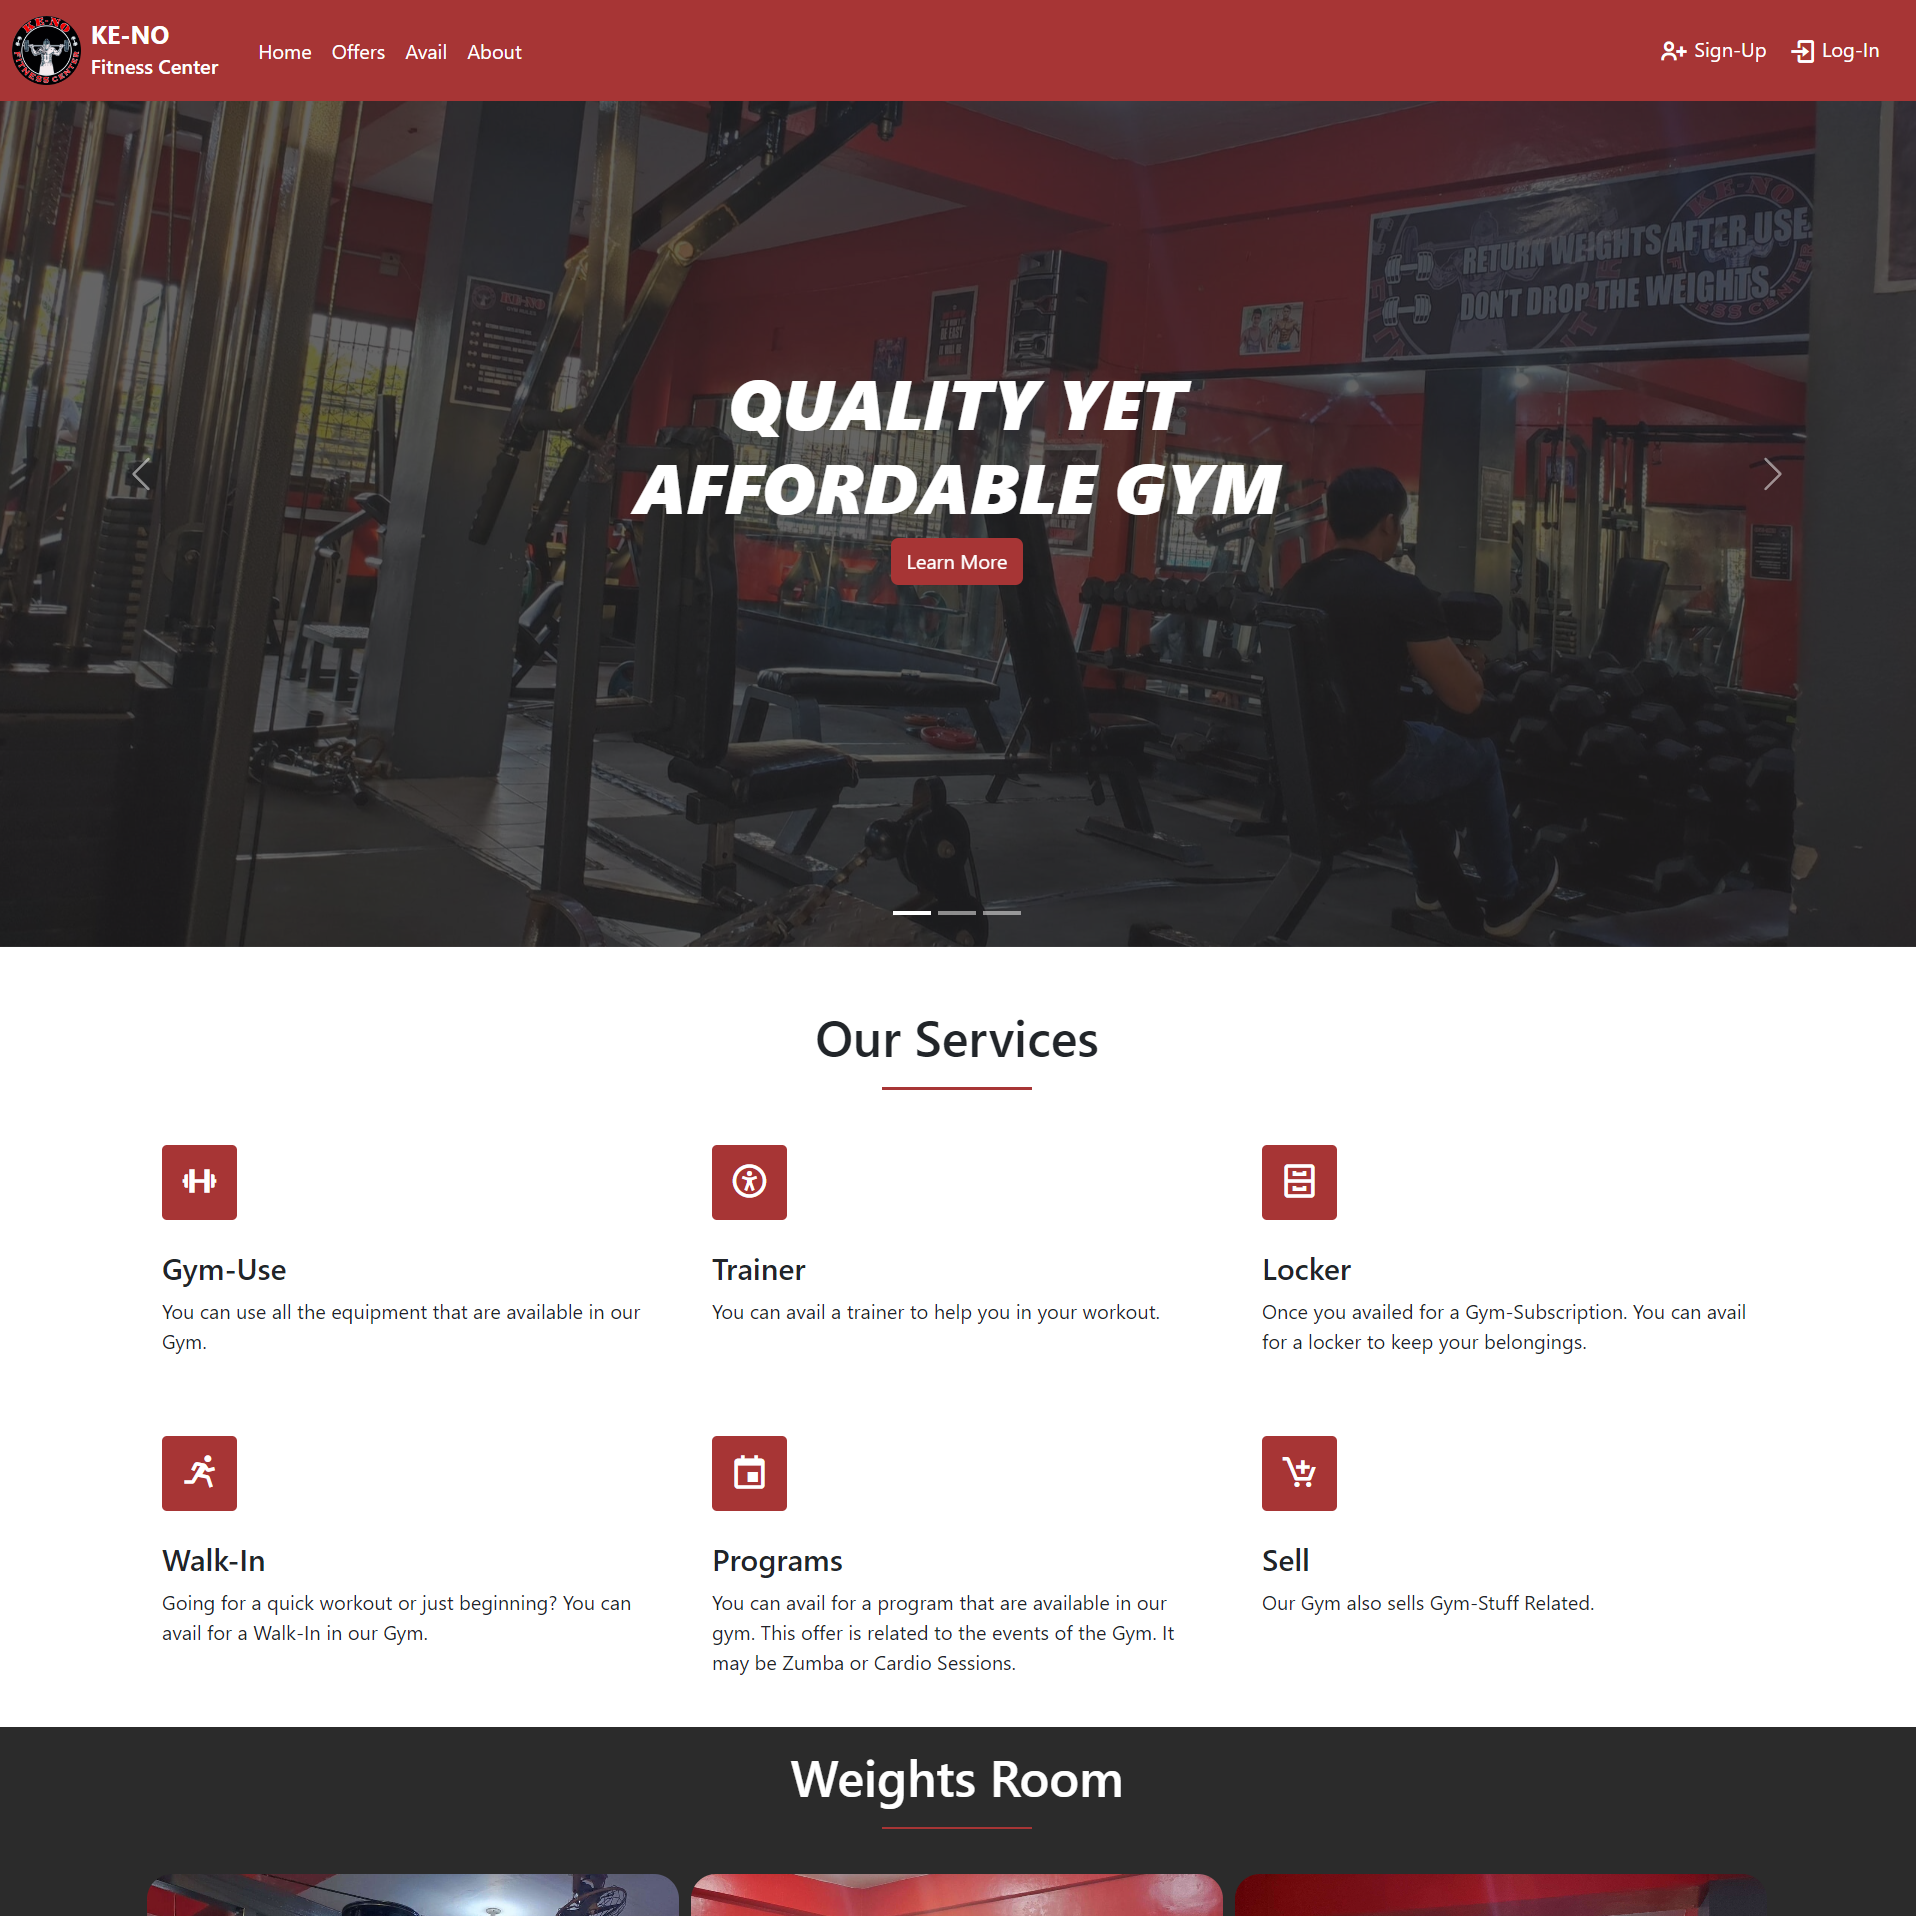 KE-NO
Fitness Center
Home
Offers
Avail
About
Sign-Up
Log-In
KE-NO
RETURN WEIGHTS AFTER USE.
DON'T DROP THE WEIGHTS.
KE-NO
QUALITY YET
AFFORDABLE GYM
Learn More
Our Services
Gym-Use
You can use all the equipment that are available in our
Gym.
Trainer
You can avail a trainer to help you in your workout.
Locker
Once you availed for a Gym-Subscription. You can avail
for a locker to keep your belongings.
Walk-In
Going for a quick workout or just beginning? You can
avail for a Walk-In in our Gym.
Programs
You can avail for a program that are available in our
gym. This offer is related to the events of the Gym. It
may be Zumba or Cardio Sessions.
Sell
Our Gym also sells Gym-Stuff Related.
Weights Room